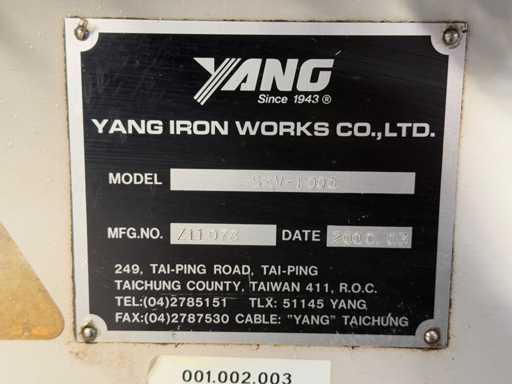 YANG
Since 1943 ®
YANG IRON WORKS CO.,LTD.
MODEL
MFG.NO. Z11073 DATE
249, TAI-PING ROAD, TAI-PING
TAICHUNG COUNTY, TAIWAN 411, R.O.C.
TEL:(04)2785151 TLX: 51145 YANG
FAX:(04)2787530 CABLE: "YANG" TAICHUNG
001.002.003